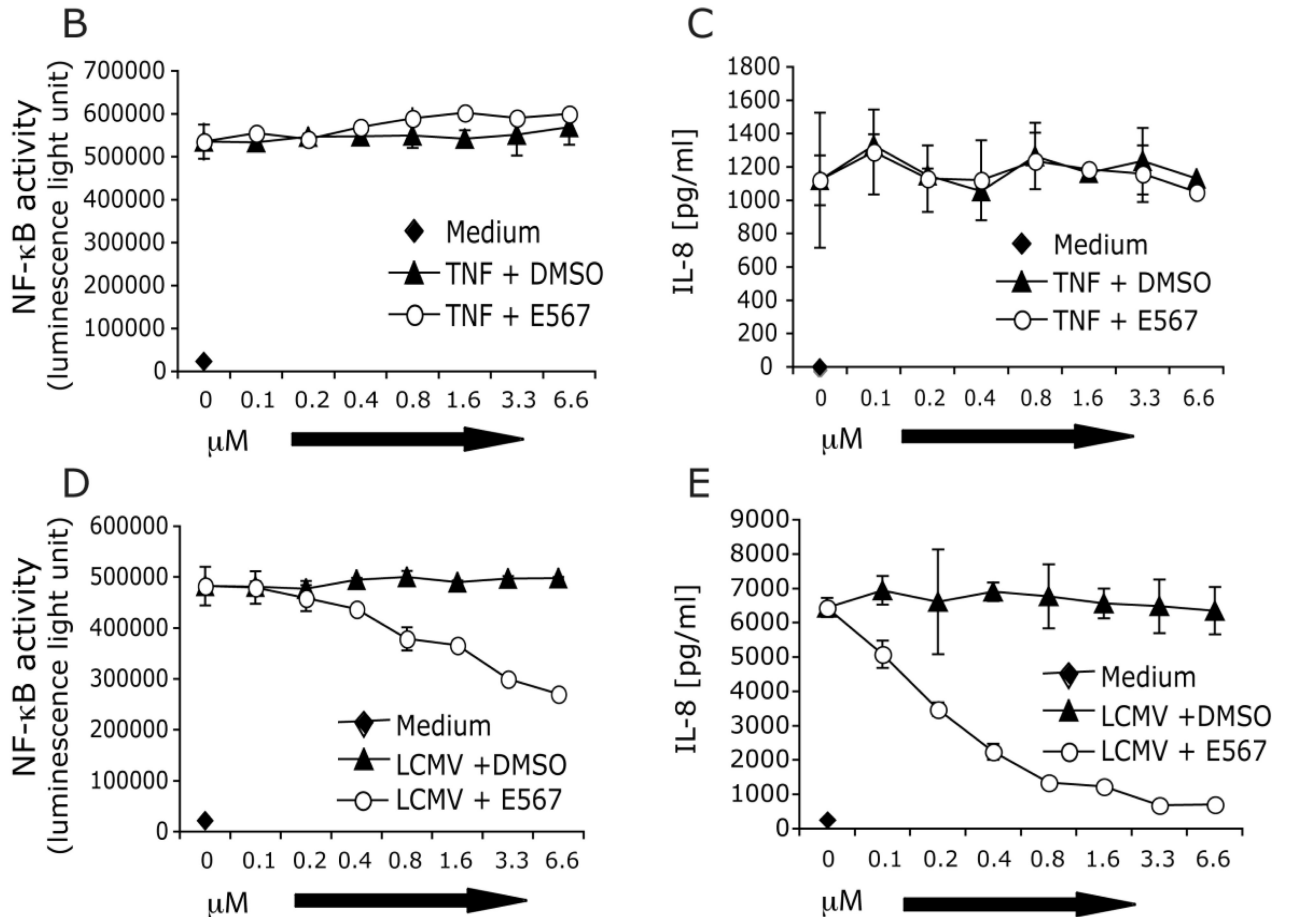 B
NF-κB activity
(luminescence light unit)
700000
600000
500000
400000
300000
200000
100000
0
Medium
TNF + DMSO
TNF + E567
0 0.1 0.2 0.4 0.8 1.6 3.3 6.6
μM
C
IL-8 [pg/ml]
1800
1600
1400
1200
1000
800
600
400
200
0
Medium
TNF + DMSO
TNF + E567
0 0.1 0.2 0.4 0.8 1.6 3.3 6.6
μM
D
NF-κB activity
(luminescence light unit)
600000
500000
400000
300000
200000
100000
0
Medium
LCMV +DMSO
LCMV + E567
0 0.1 0.2 0.4 0.8 1.6 3.3 6.6
μM
E
IL-8 [pg/ml]
9000
8000
7000
6000
5000
4000
3000
2000
1000
0
Medium
LCMV +DMSO
LCMV + E567
0 0.1 0.2 0.4 0.8 1.6 3.3 6.6
μM